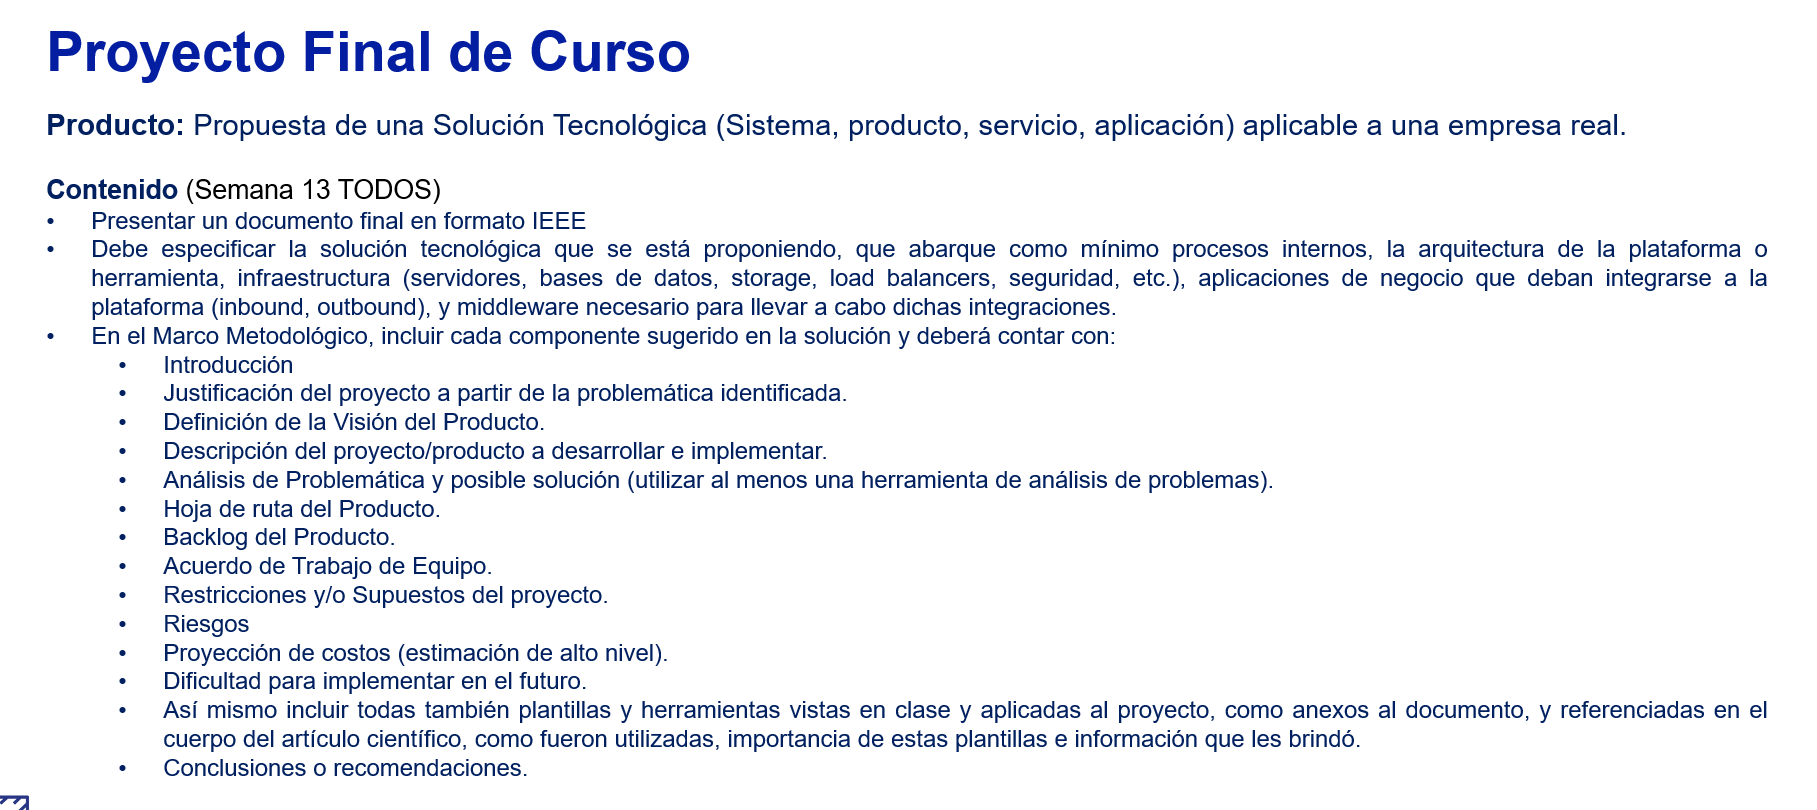 Proyecto Final de Curso
Producto: Propuesta de una Solución Tecnológica (Sistema, producto, servicio, aplicación) aplicable a una empresa real.
Contenido (Semana 13 TODOS)
• Presentar un documento final en formato IEEE
• Debe especificar la solución tecnológica que se está proponiendo, que abarque como mínimo procesos internos, la arquitectura de la plataforma o
herramienta, infraestructura (servidores, bases de datos, storage, load balancers, seguridad, etc.), aplicaciones de negocio que deban integrarse a la
plataforma (inbound, outbound), y middleware necesario para llevar a cabo dichas integraciones.
• En el Marco Metodológico, incluir cada componente sugerido en la solución y deberá contar con:
• Introducción
• Justificación del proyecto a partir de la problemática identificada.
• Definición de la Visión del Producto.
• Descripción del proyecto/producto a desarrollar e implementar.
• Análisis de Problemática y posible solución (utilizar al menos una herramienta de análisis de problemas).
• Hoja de ruta del Producto.
• Backlog del Producto.
• Acuerdo de Trabajo de Equipo.
• Restricciones y/o Supuestos del proyecto.
• Riesgos
• Proyección de costos (estimación de alto nivel).
• Dificultad para implementar en el futuro.
• Así mismo incluir todas también plantillas y herramientas vistas en clase y aplicadas al proyecto, como anexos al documento, y referenciadas en el
cuerpo del artículo científico, como fueron utilizadas, importancia de estas plantillas e información que les brindó.
• Conclusiones o recomendaciones.